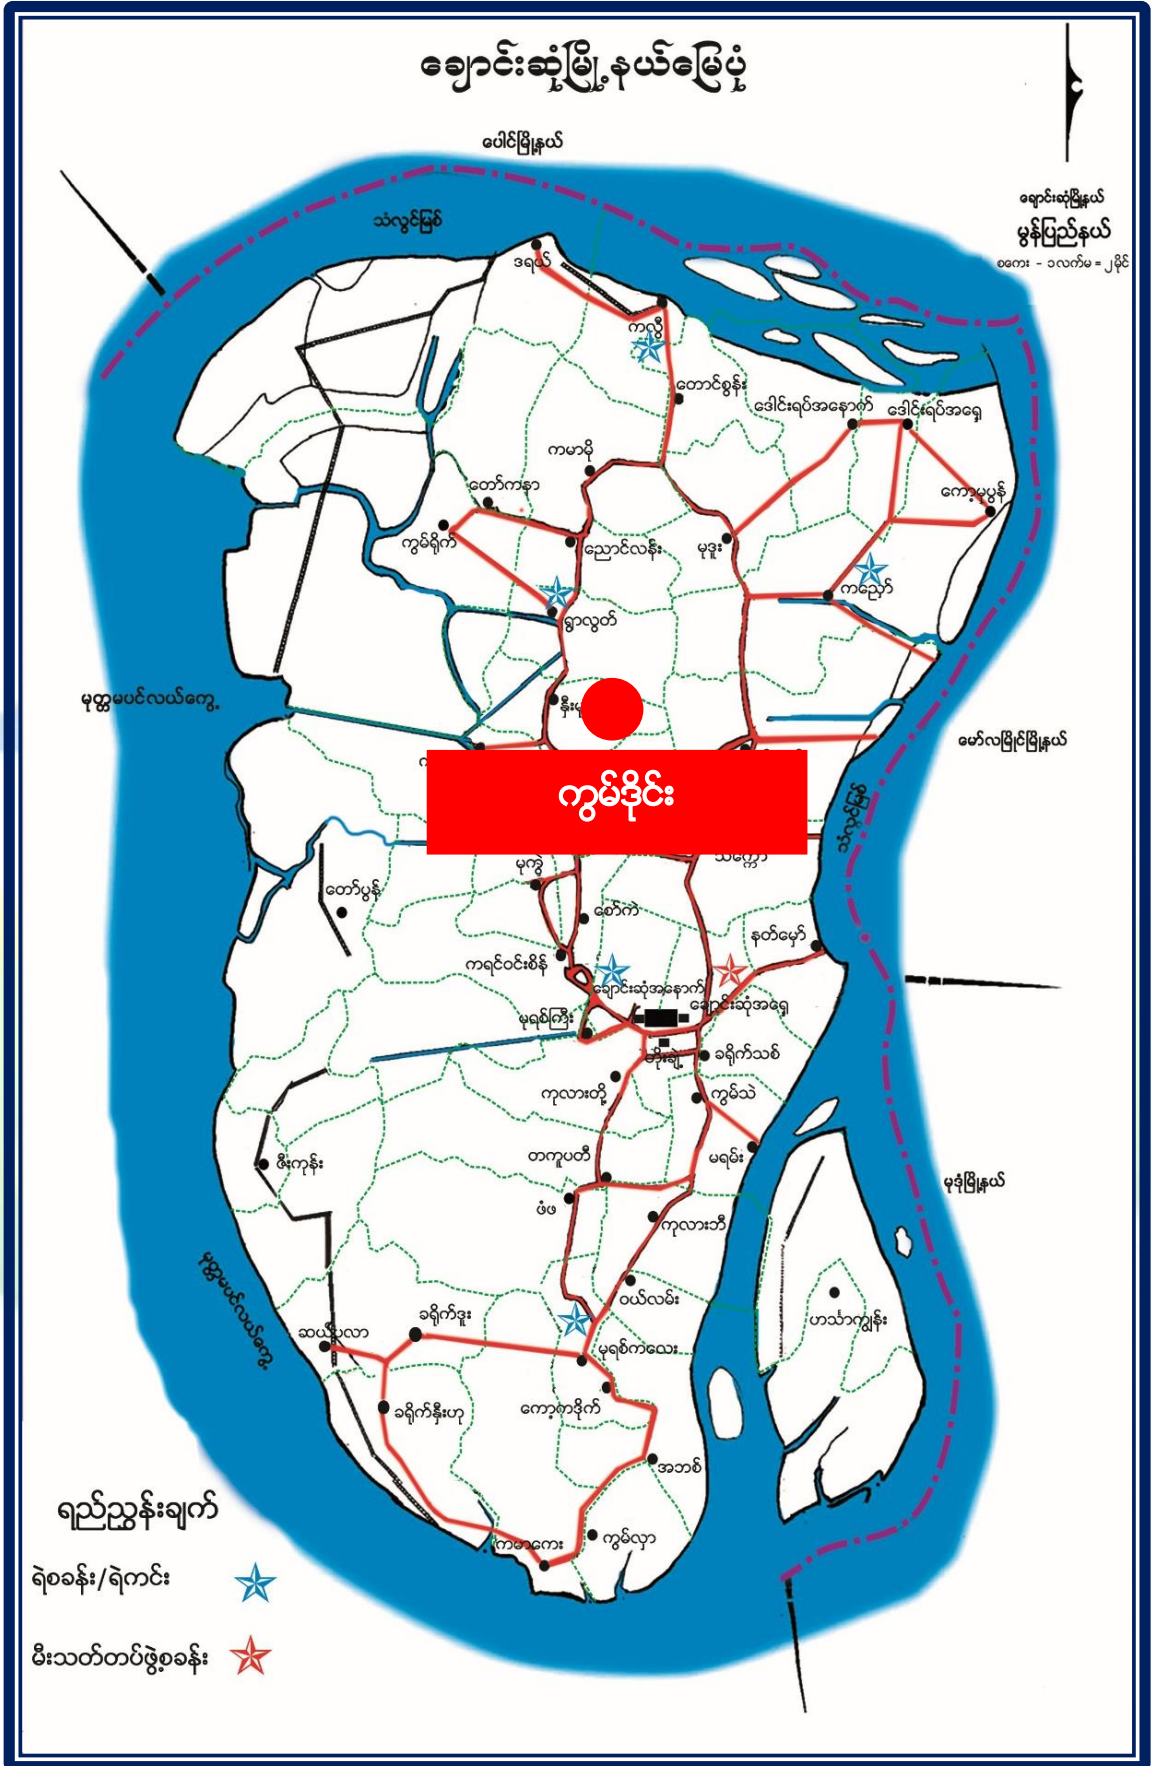 ချောင်းဆုံမြို့နယ်မြေပုံ
ပေါင်မြို့နယ်
ချောင်းဆုံမြို့နယ်
မွန်ပြည်နယ်
စကေး - ၁လက်မ = ၂မိုင်
သံလွင်မြစ်
ဒရယ်
ကလွီ
တောင်စွန်း
ဒေါင်းရပ်အနောက်
ဒေါင်းရပ်အရှေ့
ကမာမို
တော်ကနာ
ကော့မုပွန်
ကွမ်ရိုက်
ညောင်လန်း
မုဒူး
ကညှော်
ရွာလွတ်
မုတ္တမပင်လယ်ကွေ့
မော်လမြိုင်မြို့နယ်
ကွမ်ဒိုင်း
သံလွင်မြစ်
မုကွဲ
တော်ပွန်
စော်ကဲ
နတ်မှော်
ကရင်ဝင်းစိန်
ချောင်းဆုံအနောက်
ချောင်းဆုံအရှေ့
မုရစ်ကြီး
တိုးချဲ့
ခရိုက်သစ်
ကုလားတို့
ကွမ်သဲ
တကူပတီ
မရမ်း
ဇီးကုန်း
ဖံဖ
မုဒုံမြို့နယ်
ကုလားဘီ
မုတ္တမပင်လယ်ကွေ့
ဝယ်လမ်း
ခရိုက်ဒူး
ဟင်္သာကျွန်း
ဆယ်ပလာ
မုရစ်ကလေး
ခရိုက်နီးဟု
အဘစ်
ရည်ညွှန်းချက်
ကွမ်လှာ
ကမာကေး
ရဲစခန်း/ရဲကင်း
မီးသတ်တပ်ဖွဲ့စခန်း